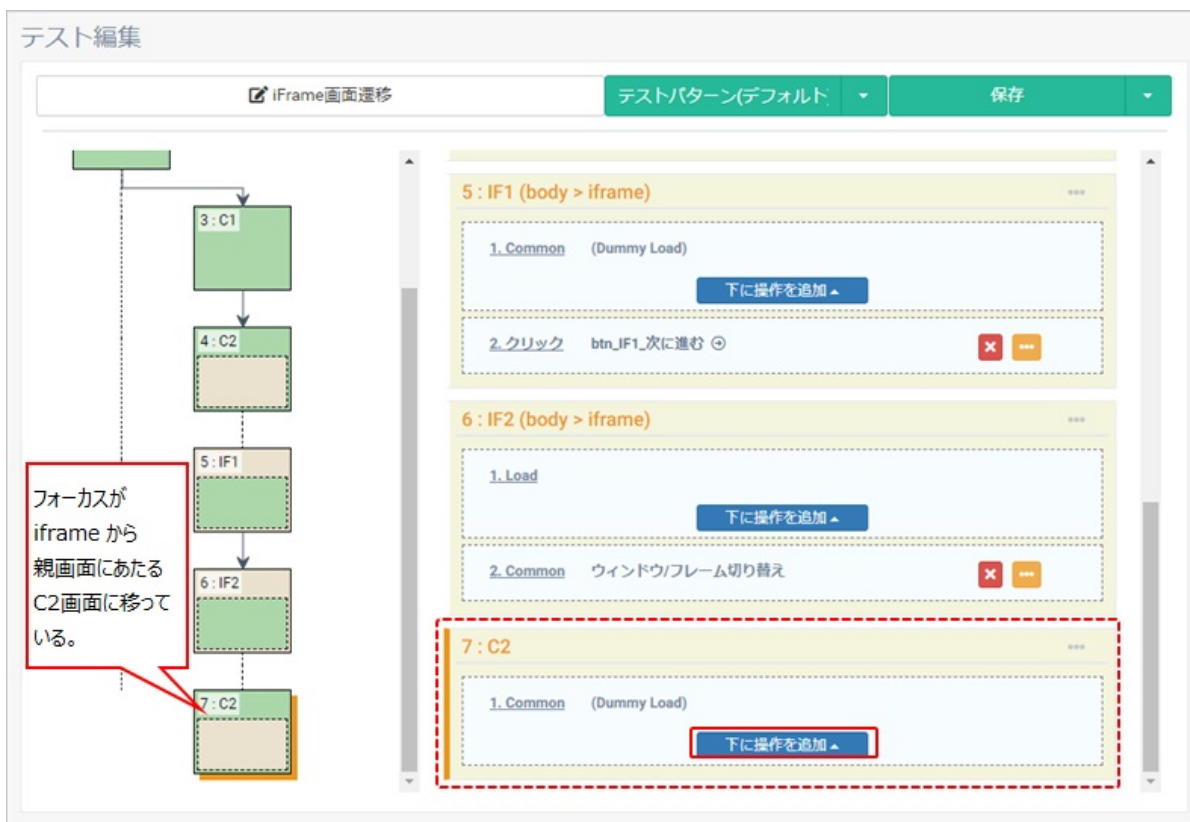 テスト編集
iFrame画面遷移
テストパターン(デフォルト)
保存
3 : C1
4 : C2
5 : IF1
6 : IF2
7 : C2
フォーカスが
iframe から
親画面にあたる
C2画面に移って
いる。
5 : IF1 (body > iframe)
1. Common (Dummy Load)
下に操作を追加
2. クリック btn_IF1_次に進む
6 : IF2 (body > iframe)
1. Load
下に操作を追加
2. Common ウィンドウ/フレーム切り替え
7 : C2
1. Common (Dummy Load)
下に操作を追加